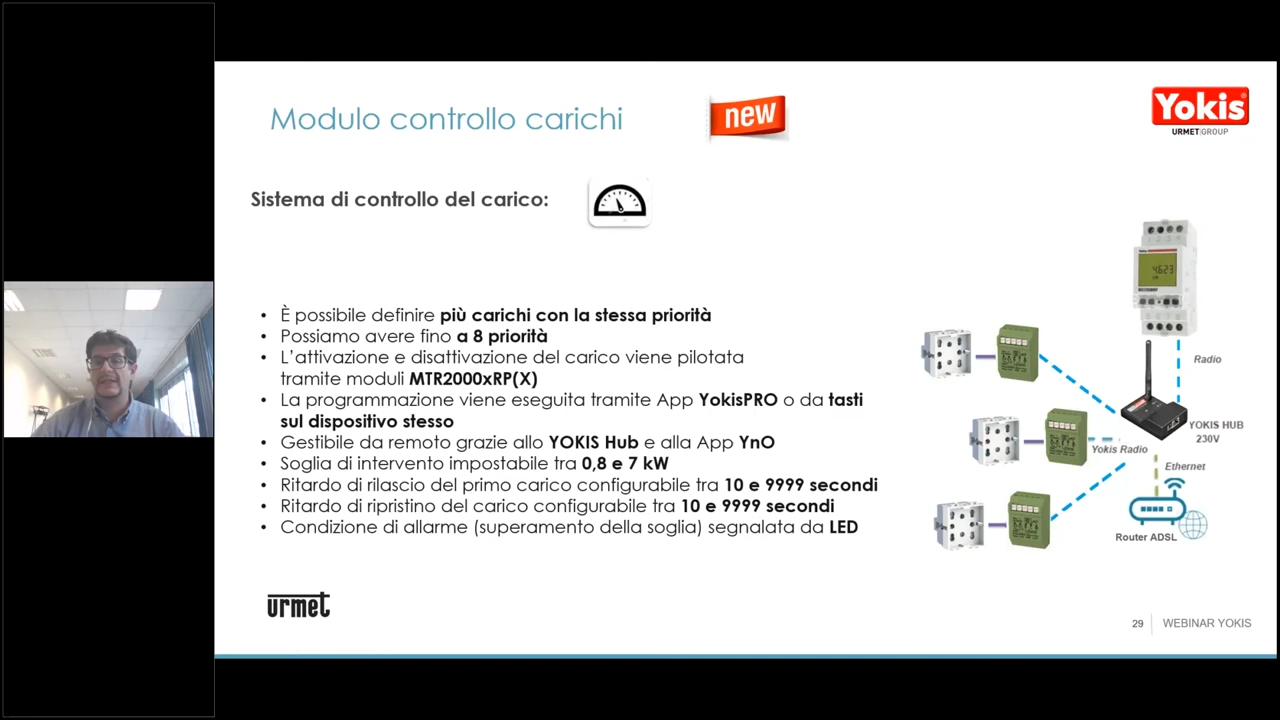 Modulo controllo carichi
new
Yokis
URMET|GROUP
Sistema di controllo del carico:
• È possibile definire più carichi con la stessa priorità
• Possiamo avere fino a 8 priorità
• L'attivazione e disattivazione del carico viene pilotata
tramite moduli MTR2000xRP(X)
• La programmazione viene eseguita tramite App YokisPRO o da tasti
sul dispositivo stesso
• Gestibile da remoto grazie allo YOKIS Hub e alla App YnO
• Soglia di intervento impostabile tra 0,8 e 7 kW
• Ritardo di rilascio del primo carico configurabile tra 10 e 9999 secondi
• Ritardo di ripristino del carico configurabile tra 10 e 9999 secondi
• Condizione di allarme (superamento della soglia) segnalata da LED
Radio
YOKIS HUB
230V
Yokis Radio
Ethernet
Router ADSL
urmet
29
WEBINAR YOKIS